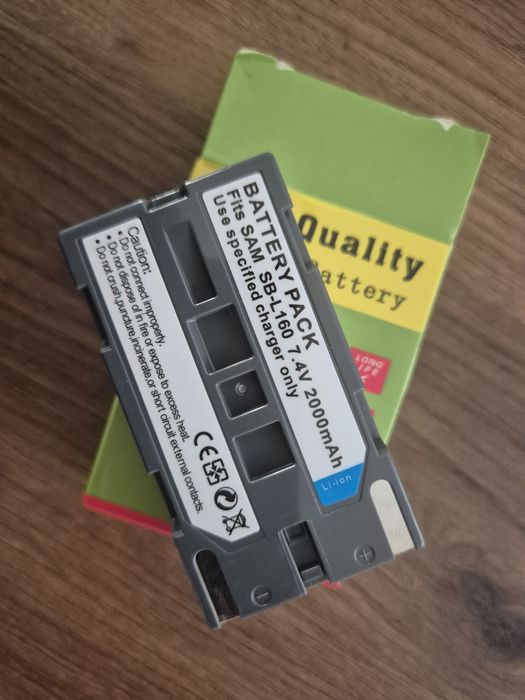 Quality
attery
LONG
BATTERY PACK
Fits SAM SB-L160 7.4V 2000mAh
Use specified charger only
Li-ion
Caution:
• Do not connect improperly.
• Do not dispose of in fire or expose to excess heat.
• Do not crush,puncture,incinerate,or short circuit external contacts.
CE
+
-